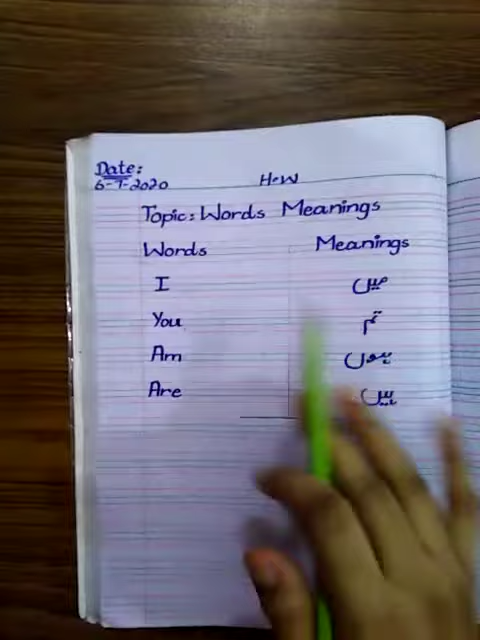 Date:
6-7-2020 H.W
Topic: Words Meanings
Words Meanings
I میں
You تم
Am ہوں
Are ہیں